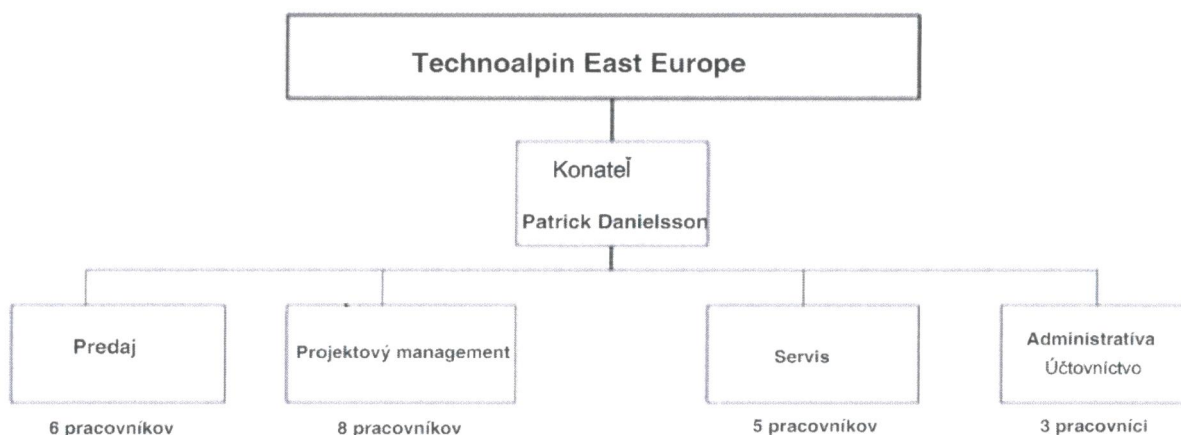 Technoalpin East Europe
Konateľ
Patrick Danielsson
Predaj
Projektový management
Servis
Administratíva
Účtovníctvo
6 pracovníkov
8 pracovníkov
5 pracovníkov
3 pracovníci